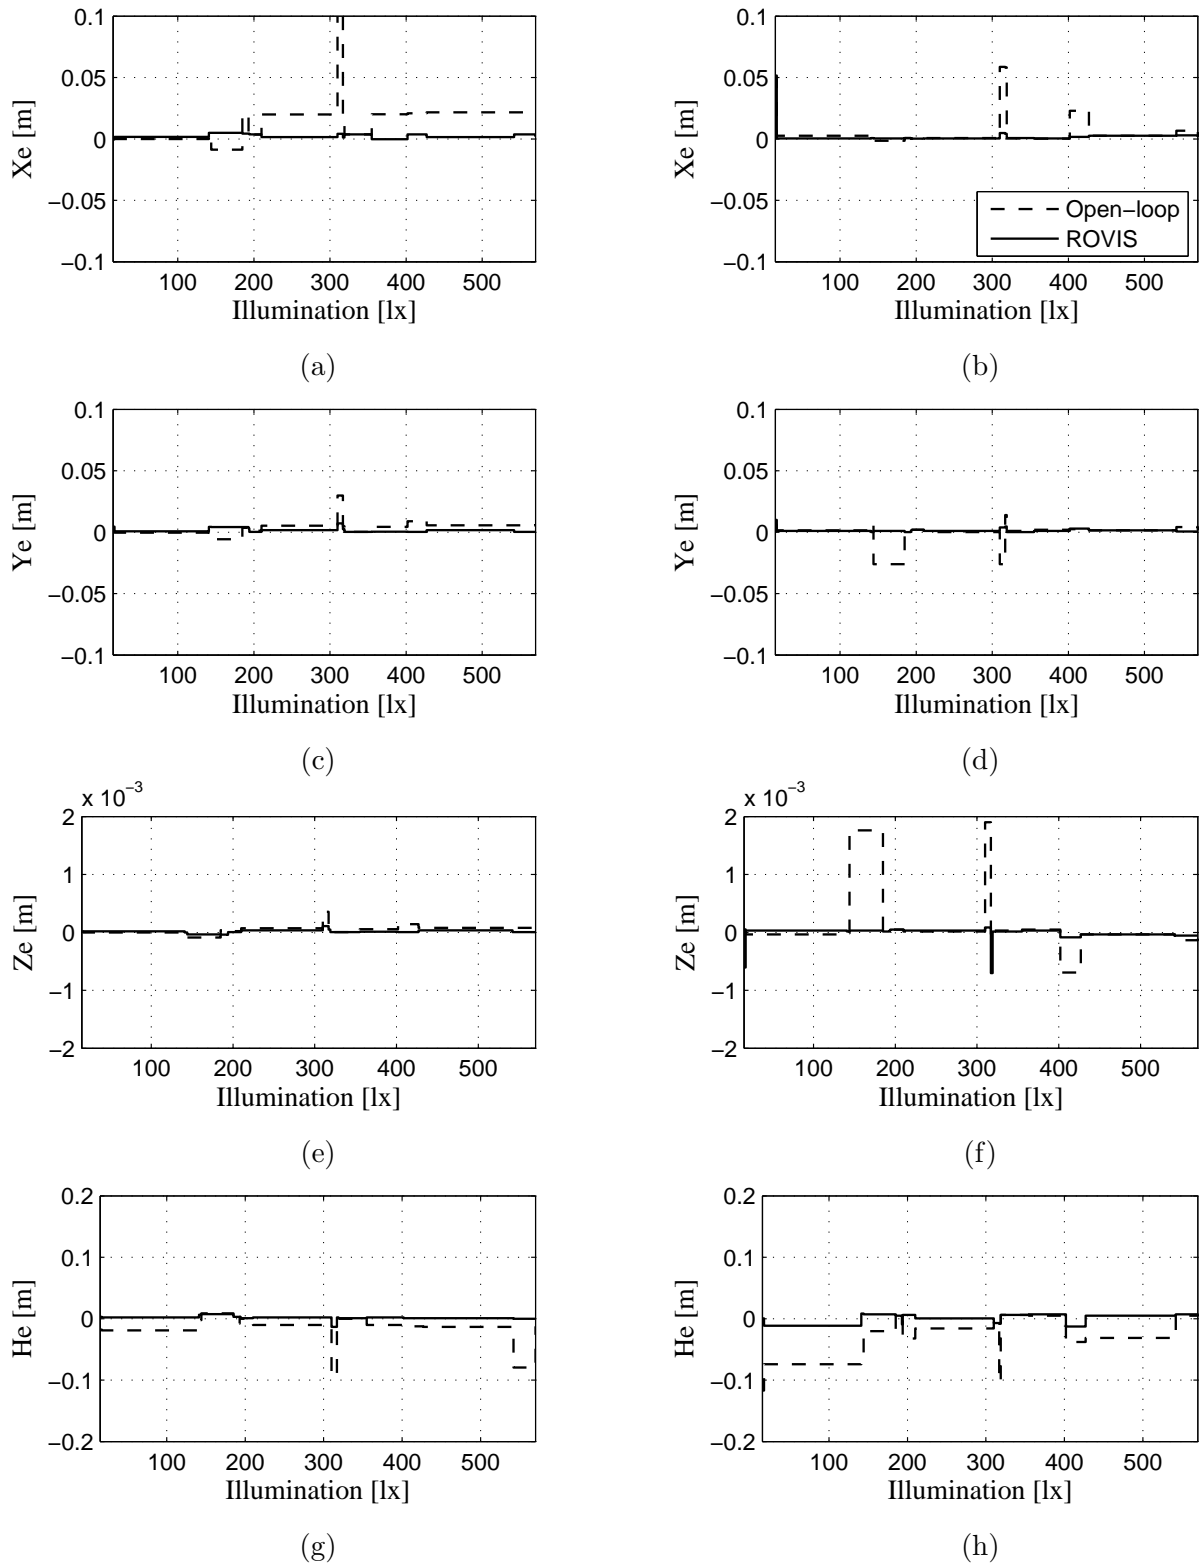 0.1
0.05
0
−0.05
−0.1
Xe [m]
100 200 300 400 500
Illumination [lx]
(a)
0.1
0.05
0
−0.05
−0.1
Xe [m]
Open−loop
ROVIS
100 200 300 400 500
Illumination [lx]
(b)
0.1
0.05
0
−0.05
−0.1
Ye [m]
100 200 300 400 500
Illumination [lx]
(c)
0.1
0.05
0
−0.05
−0.1
Ye [m]
100 200 300 400 500
Illumination [lx]
(d)
x 10⁻³
2
1
0
−1
−2
Ze [m]
100 200 300 400 500
Illumination [lx]
(e)
x 10⁻³
2
1
0
−1
−2
Ze [m]
100 200 300 400 500
Illumination [lx]
(f)
0.2
0.1
0
−0.1
−0.2
He [m]
100 200 300 400 500
Illumination [lx]
(g)
0.2
0.1
0
−0.1
−0.2
He [m]
100 200 300 400 500
Illumination [lx]
(h)